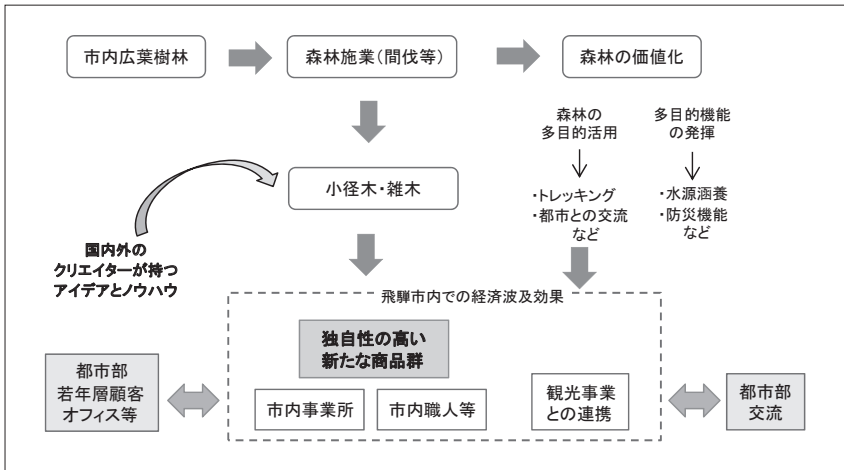 市内広葉樹林
森林施業(間伐等)
森林の価値化
森林の
多目的活用
多目的機能
の発揮
・トレッキング
・都市との交流
など
・水源涵養
・防災機能
など
小径木・雑木
国内外の
クリエイターが持つ
アイデアとノウハウ
飛騨市内での経済波及効果
独自性の高い
新たな商品群
都市部
若年層顧客
オフィス等
市内事業所
市内職人等
観光事業
との連携
都市部
交流